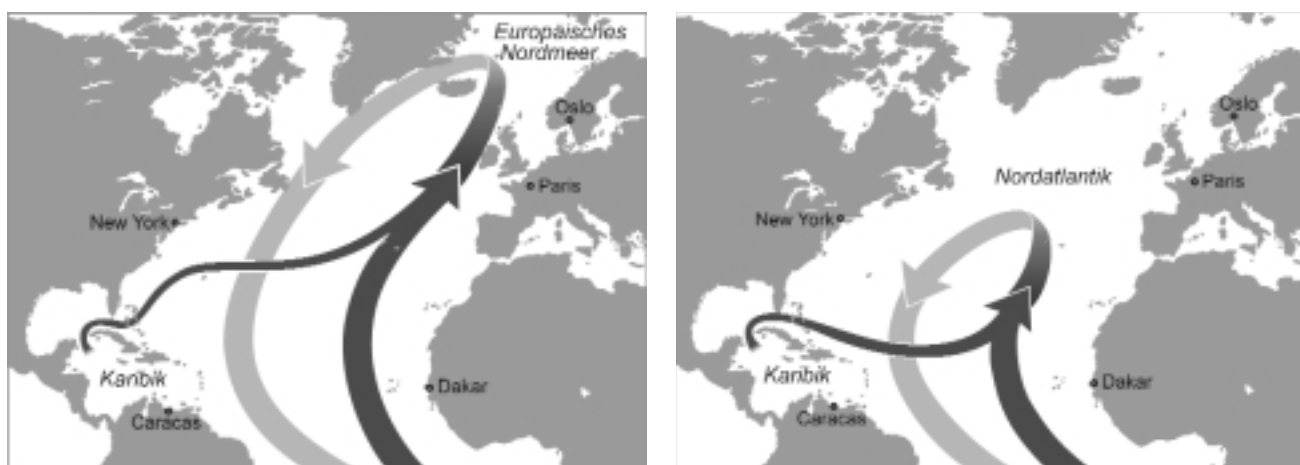 Europäisches
-Nordmeer
Oslo
Paris
New York
Karibik
Dakar
Caracas
Oslo
Nordatlantik
Paris
New York
Karibik
Dakar
Caracas